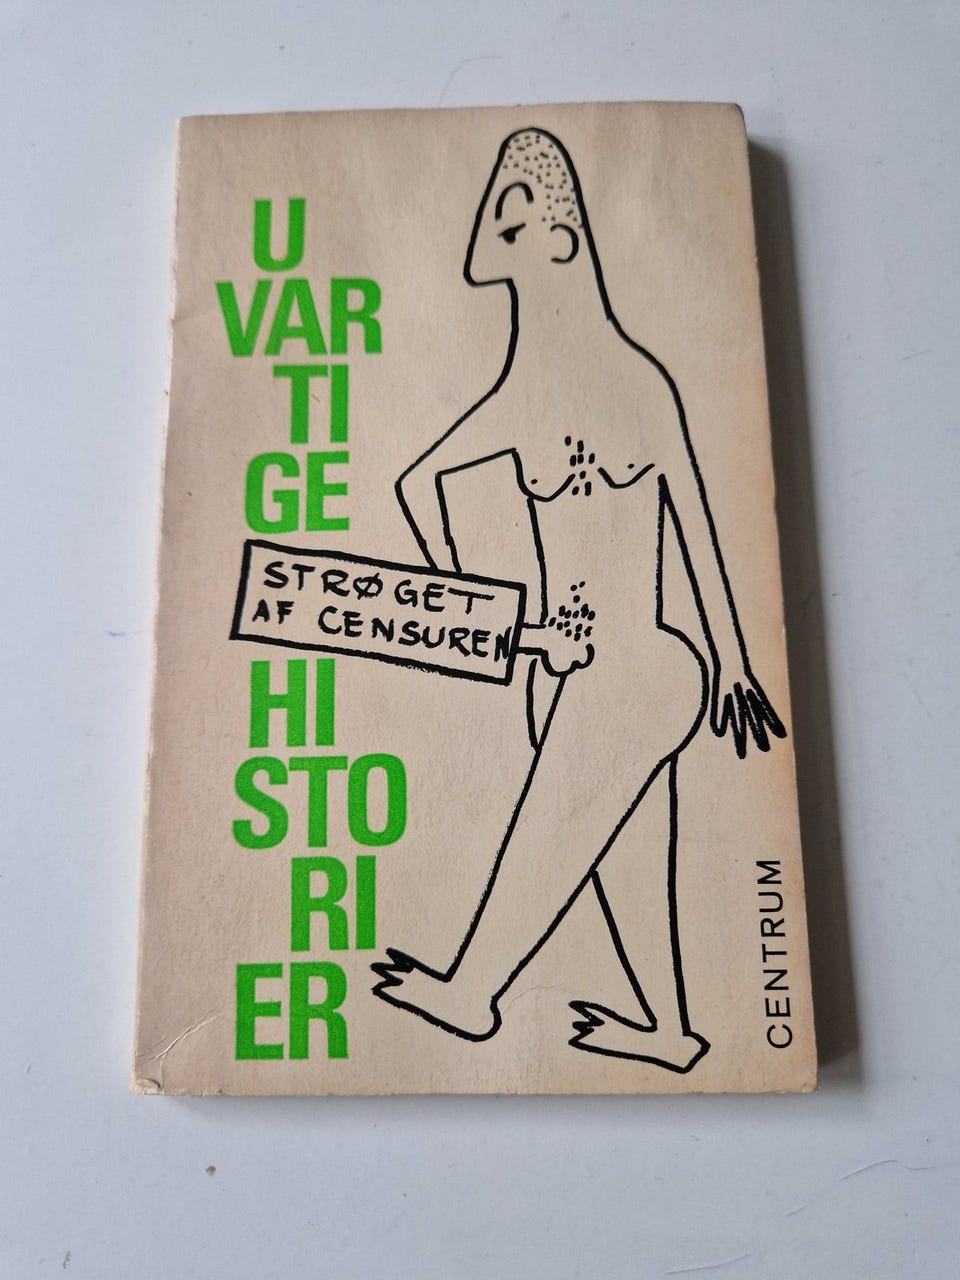 U
VAR
TI
GE
STRØGET
AF CENSUREN
HI
STO
RI
ER
CENTRUM